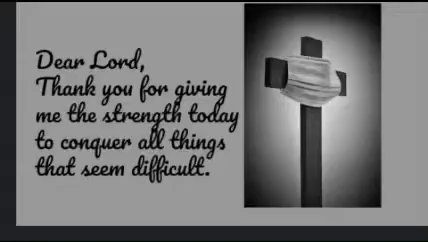 Dear Lord,
Thank you for giving
me the strength today
to conquer all things
that seem difficult.